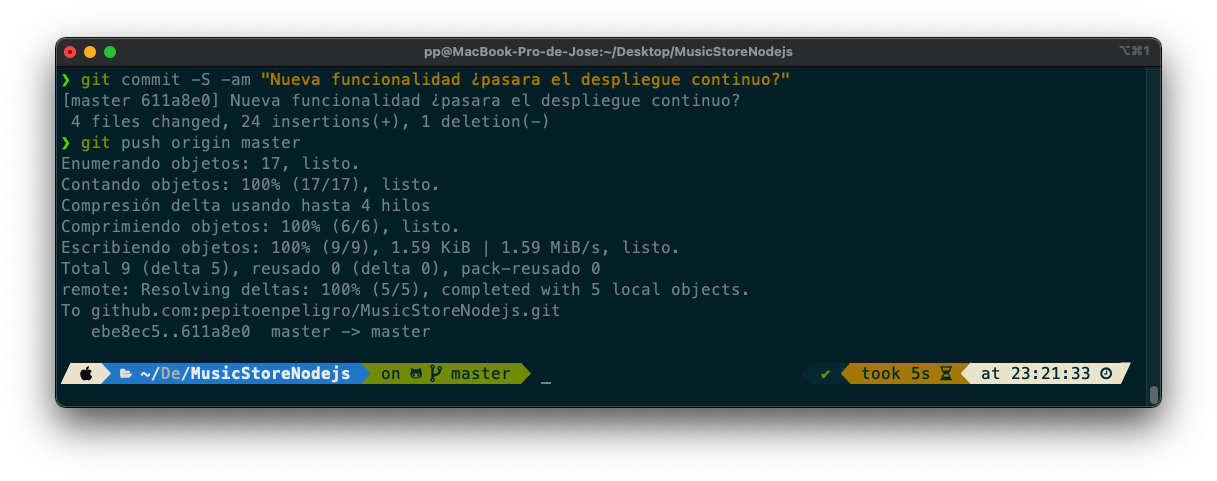 pp@MacBook-Pro-de-Jose:~/Desktop/MusicStoreNodejs ⌥⌘1
❯ git commit -S -am "Nueva funcionalidad ¿pasara el despliegue continuo?"
[master 611a8e0] Nueva funcionalidad ¿pasara el despliegue continuo?
 4 files changed, 24 insertions(+), 1 deletion(-)
❯ git push origin master
Enumerando objetos: 17, listo.
Contando objetos: 100% (17/17), listo.
Compresión delta usando hasta 4 hilos
Comprimiendo objetos: 100% (6/6), listo.
Escribiendo objetos: 100% (9/9), 1.59 KiB | 1.59 MiB/s, listo.
Total 9 (delta 5), reusado 0 (delta 0), pack-reusado 0
remote: Resolving deltas: 100% (5/5), completed with 5 local objects.
To github.com:pepitoenpeligro/MusicStoreNodejs.git
   ebe8ec5..611a8e0  master -> master
~/De/MusicStoreNodejs on master _ ✔ took 5s at 23:21:33